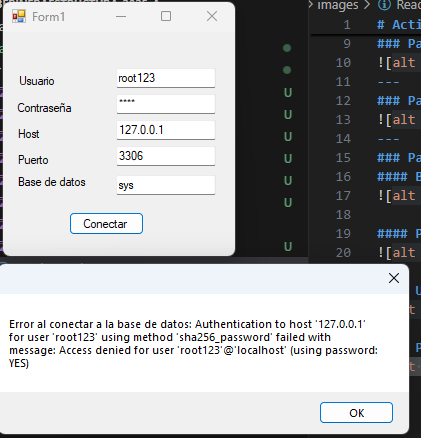 Form1
Usuario root123
Contraseña ****
Host 127.0.0.1
Puerto 3306
Base de datos sys
Conectar
U
U
U
U
U
U
images > Read
1 # Acti
9 ### Pa
10 ![alt
11 ---
12 ### Pa
13 ![alt
14 ---
15 ### Pa
16 #### B
17 ![alt
18
19 #### P
20 ![alt
Error al conectar a la base de datos: Authentication to host '127.0.0.1'
for user 'root123' using method 'sha256_password' failed with
message: Access denied for user 'root123'@'localhost' (using password:
YES)
OK